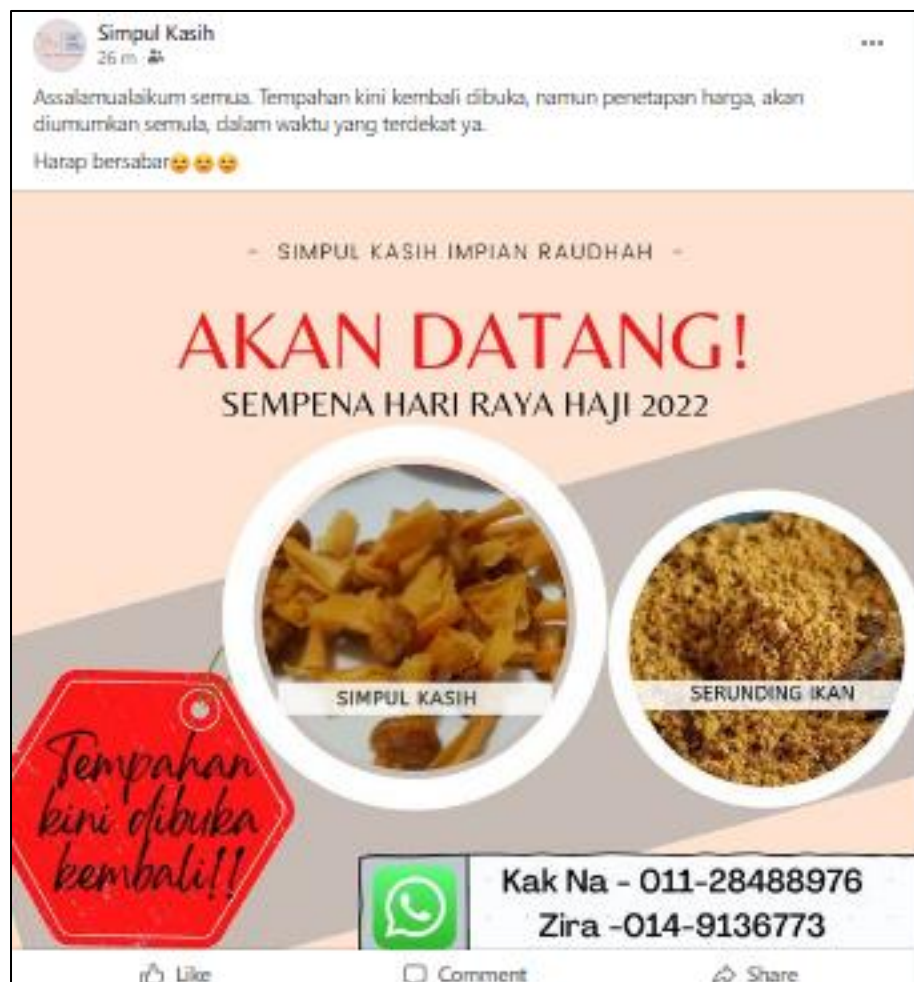 Simpul Kasih
26 m
Assalamualaikum semua. Tempahan kini kembali dibuka, namun penetapan harga, akan
diumumkan semula, dalam waktu yang terdekat ya.
Harap bersabar😄😄😄
- SIMPUL KASIH IMPIAN RAUDHAH -
AKAN DATANG!
SEMPENA HARI RAYA HAJI 2022
SIMPUL KASIH
SERUNDING IKAN
Tempahan
kini dibuka
kembali!!
Kak Na - 011-28488976
Zira -014-9136773
Like
Comment
Share